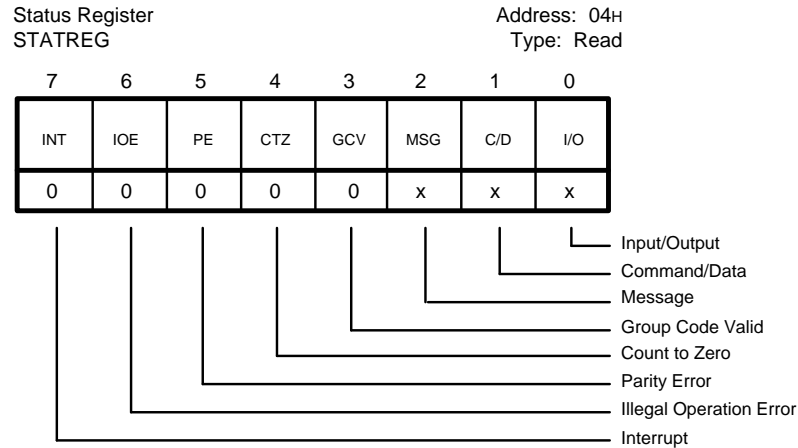 Status Register Address: 04H
STATREG Type: Read
7 6 5 4 3 2 1 0
INT IOE PE CTZ GCV MSG C/D I/O
0 0 0 0 0 x x x
Input/Output
Command/Data
Message
Group Code Valid
Count to Zero
Parity Error
Illegal Operation Error
Interrupt